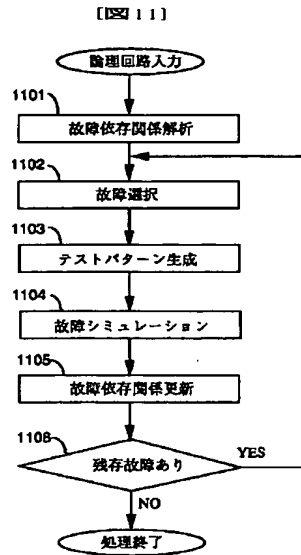 【図11】
論理回路入力
1101
故障依存関係解析
1102
故障選択
1103
テストパターン生成
1104
故障シミュレーション
1105
故障依存関係更新
1108
残存故障あり
YES
NO
処理終了